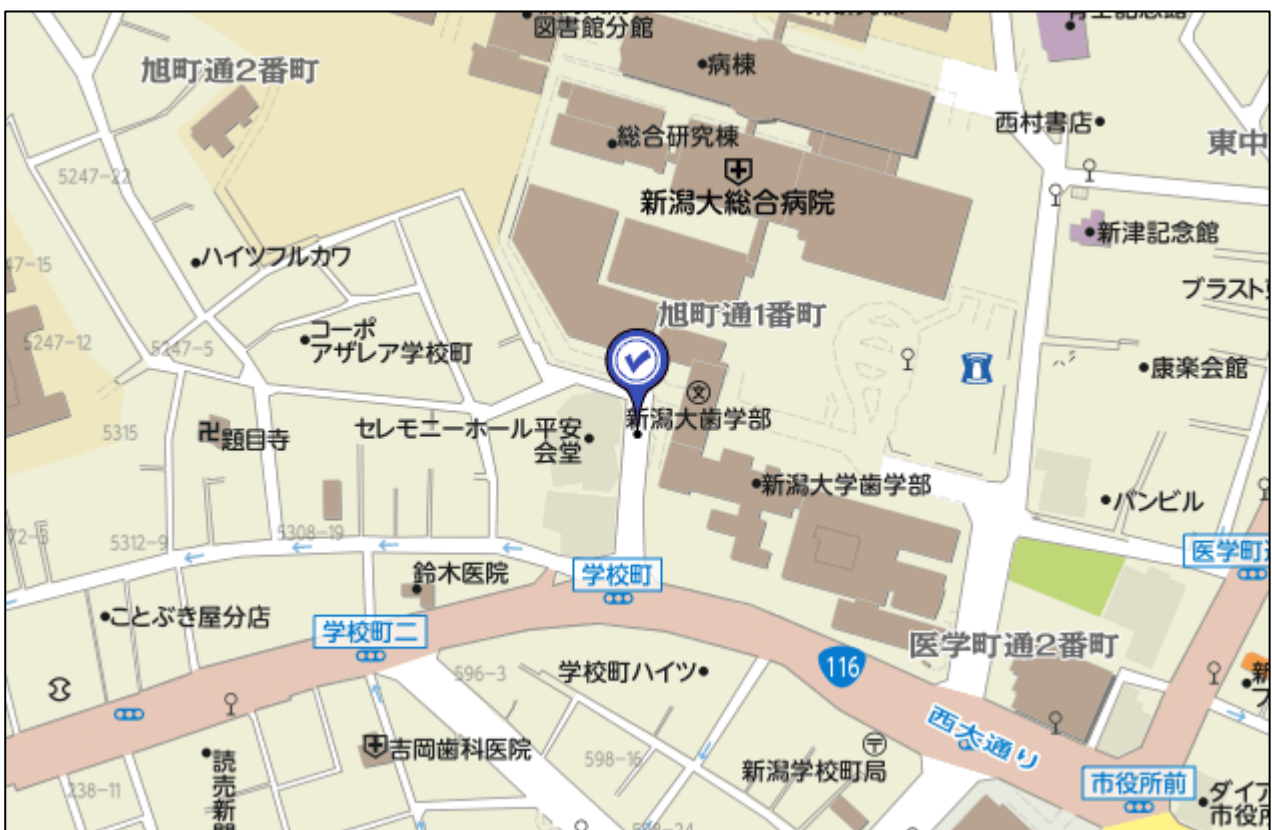 図書館分館
旭町通2番町
病棟
西村書店
総合研究棟
東中
5247-22
新潟大総合病院
新津記念館
ハイツフルカワ
47-15
ブラスト
旭町通1番町
コーポ
アザレア学校町
5247-12
5247-5
康楽会館
文
新潟大歯学部
5315
卍題目寺
セレモニーホール平安
会堂
新潟大学歯学部
バンビル
5308-19
5312-9
医学町
学校町
鈴木医院
ことぶき屋分店
学校町二
医学町通2番町
596-3
学校町ハイツ
116
西大通り
吉岡歯科医院
598-16
新潟学校町局
〒
読売新
238-11
市役所前
ダイア
市役所